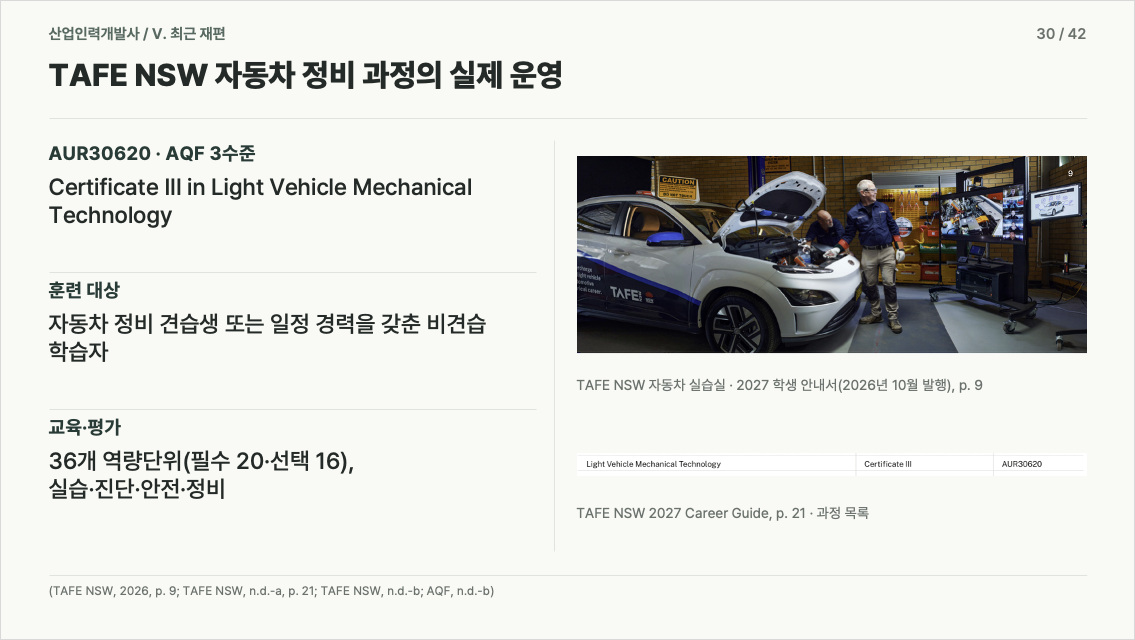 산업인력개발사 / V. 최근 재편
30 / 42
TAFE NSW 자동차 정비 과정의 실제 운영
AUR30620 · AQF 3수준
Certificate III in Light Vehicle Mechanical
Technology
훈련 대상
자동차 정비 견습생 또는 일정 경력을 갖춘 비견습
학습자
교육·평가
36개 역량단위(필수 20·선택 16),
실습·진단·안전·정비
9
CAUTION
TAFE
TAFE NSW 자동차 실습실 · 2027 학생 안내서(2026년 10월 발행), p. 9
Light Vehicle Mechanical Technology
Certificate III
AUR30620
TAFE NSW 2027 Career Guide, p. 21 · 과정 목록
(TAFE NSW, 2026, p. 9; TAFE NSW, n.d.-a, p. 21; TAFE NSW, n.d.-b; AQF, n.d.-b)